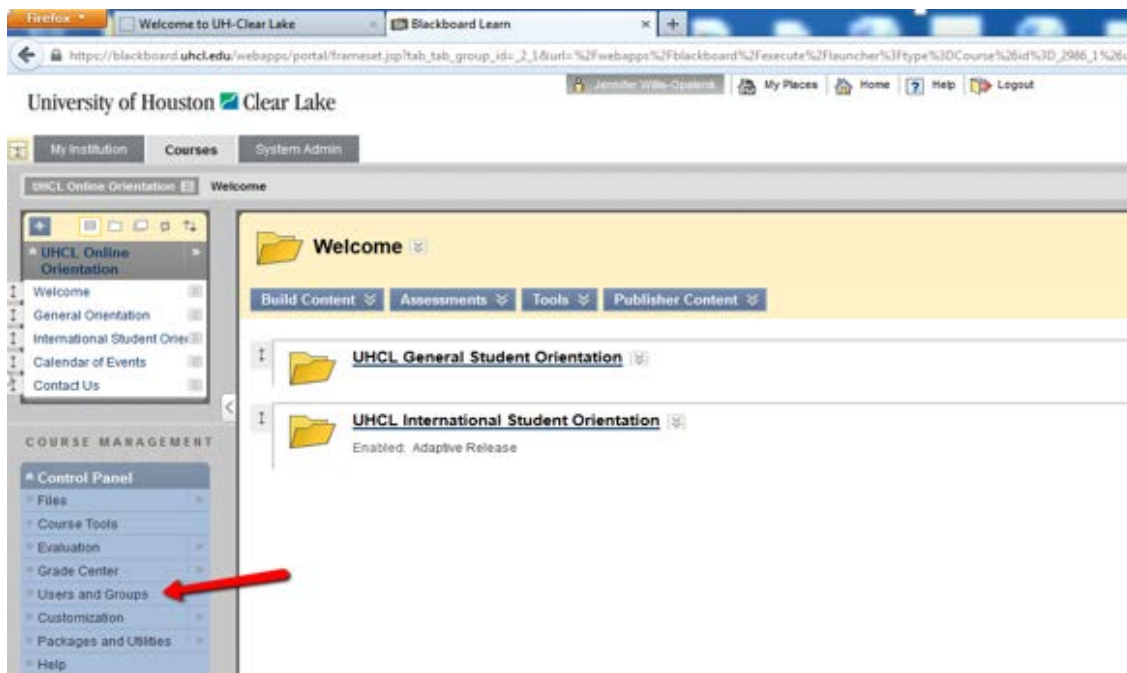 Firefox
Welcome to UH-Clear Lake
Blackboard Learn
https://blackboard.uhcl.edu/webapps/portal/frameset.jsp?tab_tab_group_id=_2_1&url=%2Fwebapps%2Fblackboard%2Fexecute%2Flauncher%3Ftype%3DCourse%26id%3D_2986_1%26
University of Houston Clear Lake
My Places Home Help Logout
My Institution Courses System Admin
UHCL Online Orientation Welcome
UHCL Online
Orientation
Welcome
General Orientation
International Student Orie
Calendar of Events
Contact Us
COURSE MANAGEMENT
Control Panel
Files
Course Tools
Evaluation
Grade Center
Users and Groups
Customization
Packages and Utilities
Help
Welcome
Build Content Assessments Tools Publisher Content
UHCL General Student Orientation
UHCL International Student Orientation
Enabled: Adaptive Release